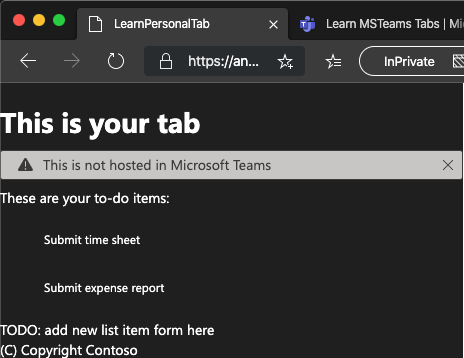 LearnPersonalTab
Learn MSTeams Tabs | Mi
https://an...
InPrivate
This is your tab
This is not hosted in Microsoft Teams
These are your to-do items:
Submit time sheet
Submit expense report
TODO: add new list item form here
(C) Copyright Contoso